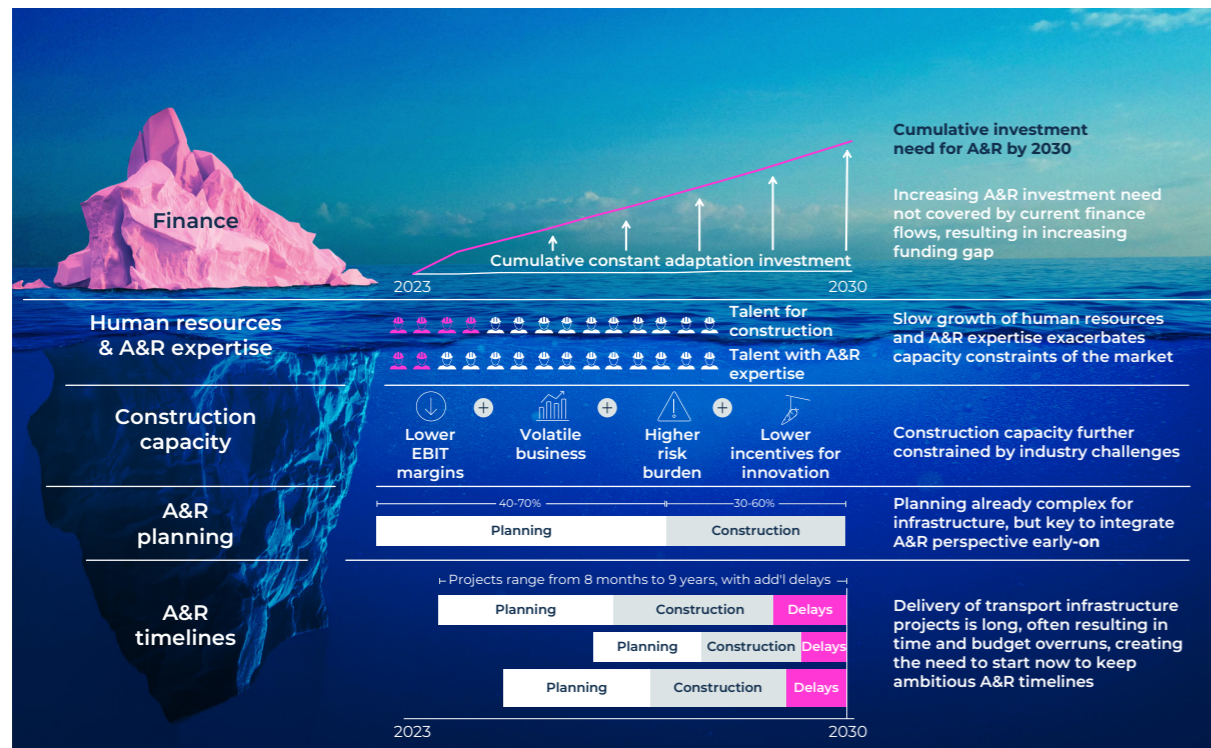 Finance
Cumulative constant adaptation investment
2023
2030
Cumulative investment
need for A&R by 2030
Increasing A&R investment need
not covered by current finance
flows, resulting in increasing
funding gap
Human resources
& A&R expertise
Talent for
construction
Talent with A&R
expertise
Slow growth of human resources
and A&R expertise exacerbates
capacity constraints of the market
Construction
capacity
Lower
EBIT
margins
+
Volatile
business
+
Higher
risk
burden
+
Lower
incentives for
innovation
Construction capacity further
constrained by industry challenges
A&R
planning
40-70%
30-60%
Planning
Construction
Planning already complex for
infrastructure, but key to integrate
A&R perspective early-on
A&R
timelines
Projects range from 8 months to 9 years, with add'l delays
Planning
Construction
Delays
Planning
Construction
Delays
Planning
Construction
Delays
2023
2030
Delivery of transport infrastructure
projects is long, often resulting in
time and budget overruns, creating
the need to start now to keep
ambitious A&R timelines